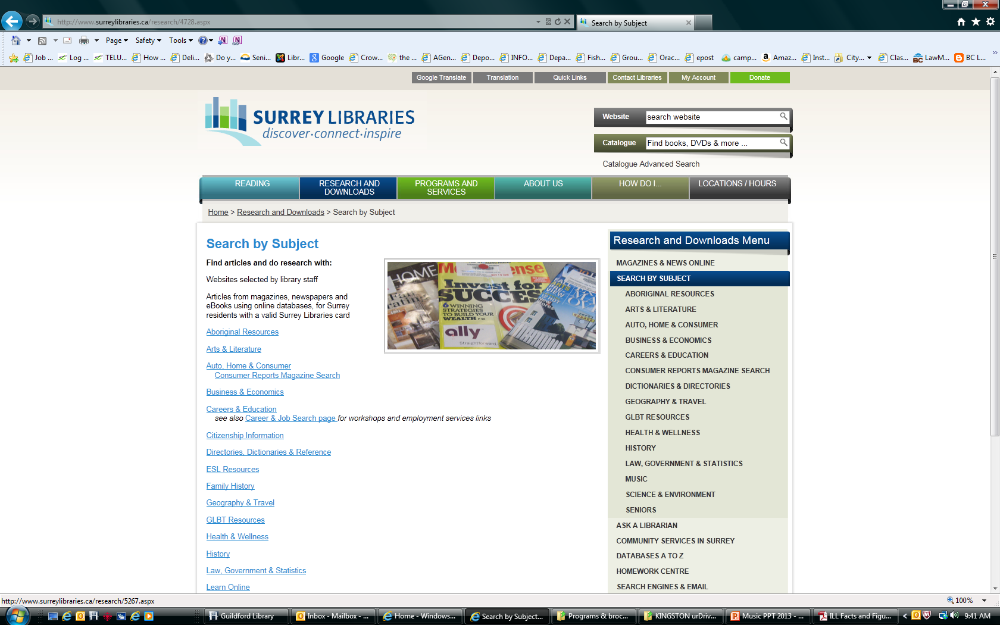 http://www.surreylibraries.ca/research/4728.aspx
Search by Subject
Page Safety Tools
Job ... Log ... TELU... How ... Deli... Do y... Seni... Libr... Google Crow... the ... AGen... Depo... INFO... Depa... Fish... Grou... Orac... epost camp... Amaz... Inst... City... Clas... LawM... BC L...
Google Translate Translation Quick Links Contact Libraries My Account Donate
SURREY LIBRARIES
discover·connect·inspire
Website search website
Catalogue Find books, DVDs & more ...
Catalogue Advanced Search
READING RESEARCH AND DOWNLOADS PROGRAMS AND SERVICES ABOUT US HOW DO I... LOCATIONS / HOURS
Home > Research and Downloads > Search by Subject
Search by Subject
Find articles and do research with:
Websites selected by library staff
Articles from magazines, newspapers and
eBooks using online databases, for Surrey
residents with a valid Surrey Libraries card
Aboriginal Resources
Arts & Literature
Auto, Home & Consumer
Consumer Reports Magazine Search
Business & Economics
Careers & Education
see also Career & Job Search page for workshops and employment services links
Citizenship Information
Directories, Dictionaries & Reference
ESL Resources
Family History
Geography & Travel
GLBT Resources
Health & Wellness
History
Law, Government & Statistics
Learn Online
HOME
Invest for
SUCCES
6 WINNING
STRATEGIES
TO BUILD YOUR
WEALTH
ally
Straightforward.
Research and Downloads Menu
MAGAZINES & NEWS ONLINE
SEARCH BY SUBJECT
ABORIGINAL RESOURCES
ARTS & LITERATURE
AUTO, HOME & CONSUMER
BUSINESS & ECONOMICS
CAREERS & EDUCATION
CONSUMER REPORTS MAGAZINE SEARCH
DICTIONARIES & DIRECTORIES
GEOGRAPHY & TRAVEL
GLBT RESOURCES
HEALTH & WELLNESS
HISTORY
LAW, GOVERNMENT & STATISTICS
MUSIC
SCIENCE & ENVIRONMENT
SENIORS
ASK A LIBRARIAN
COMMUNITY SERVICES IN SURREY
DATABASES A TO Z
HOMEWORK CENTRE
SEARCH ENGINES & EMAIL
http://www.surreylibraries.ca/research/5267.aspx
100%
Guildford Library Inbox - Mailbox - ... Home - Windows... Search by Subject... Programs & broc... KINGSTON urDriv... Music PPT 2013 - ... ILL Facts and Figu... 9:41 AM